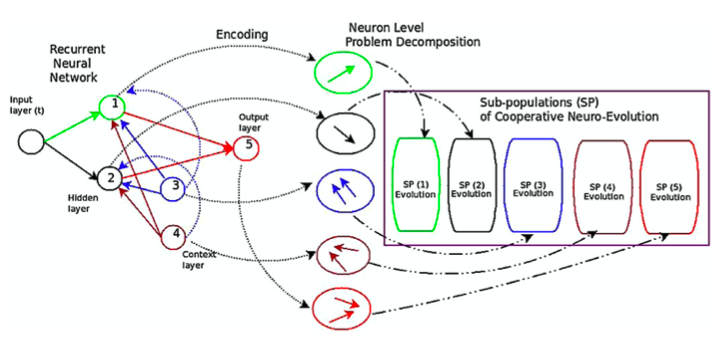 Recurrent
Neural
Network
Encoding
Neuron Level
Problem Decomposition
Input
layer (t)
1
2
3
4
5
Hidden
layer
Output
layer
Context
layer
Sub-populations (SP)
of Cooperative Neuro-Evolution
SP (1)
Evolution
SP (2)
Evolution
SP (3)
Evolution
SP (4)
Evolution
SP (5)
Evolution